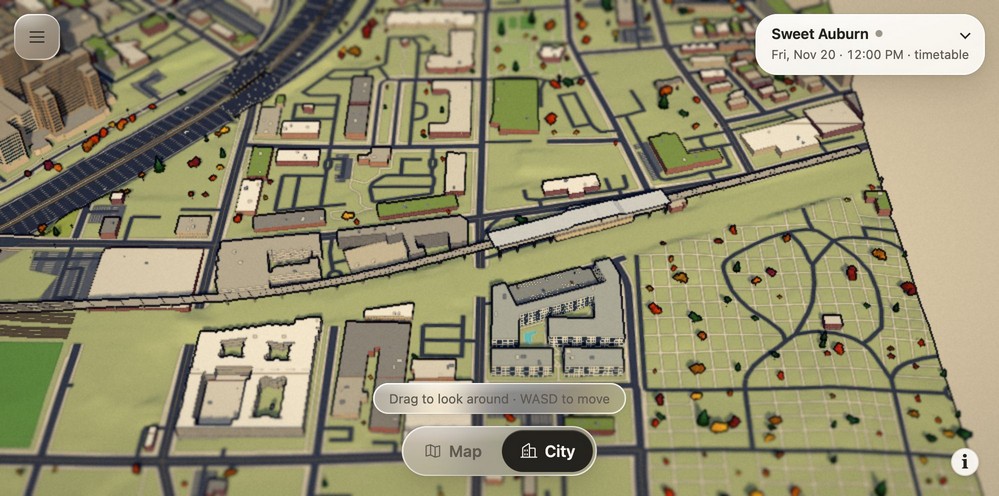 Sweet Auburn
Fri, Nov 20 · 12:00 PM · timetable
Drag to look around · WASD to move
Map
City
i